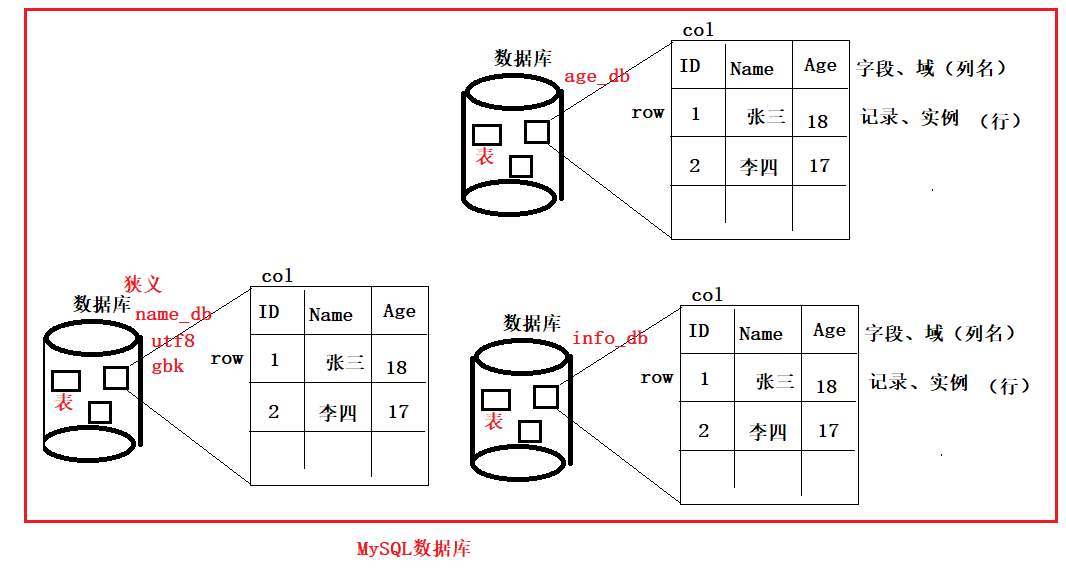 数据库
age_db
表
col
ID Name Age 字段、域（列名）
row 1 张三 18 记录、实例 （行）
2 李四 17
狭义
数据库
name_db
utf8
gbk
表
col
ID Name Age
row 1 张三 18
2 李四 17
数据库
info_db
表
col
ID Name Age 字段、域（列名）
row 1 张三 18 记录、实例 （行）
2 李四 17
MySQL数据库